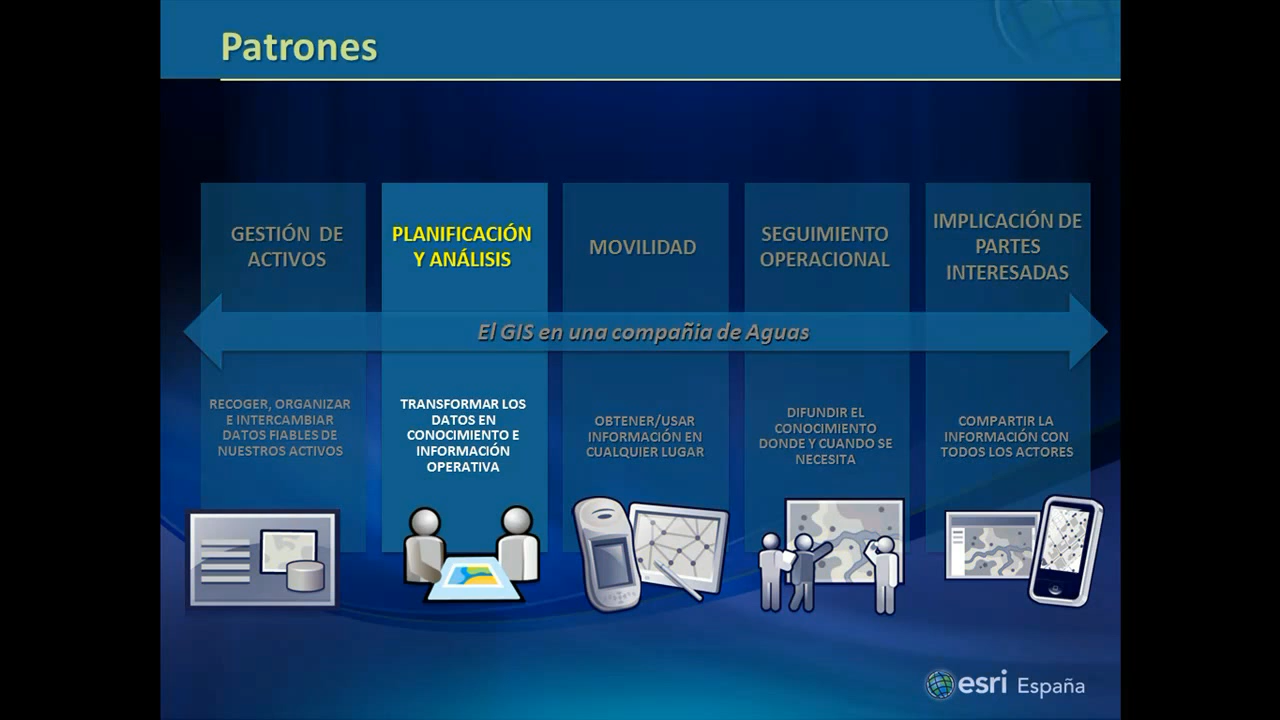 Patrones
GESTIÓN DE
ACTIVOS
PLANIFICACIÓN
Y ANÁLISIS
MOVILIDAD
SEGUIMIENTO
OPERACIONAL
IMPLICACIÓN DE
PARTES
INTERESADAS
El GIS en una compañia de Aguas
RECOGER, ORGANIZAR
E INTERCAMBIAR
DATOS FIABLES DE
NUESTROS ACTIVOS
TRANSFORMAR LOS
DATOS EN
CONOCIMIENTO E
INFORMACIÓN
OPERATIVA
OBTENER/USAR
INFORMACIÓN EN
CUALQUIER LUGAR
DIFUNDIR EL
CONOCIMIENTO
DONDE Y CUANDO SE
NECESITA
COMPARTIR LA
INFORMACIÓN CON
TODOS LOS ACTORES
esri España